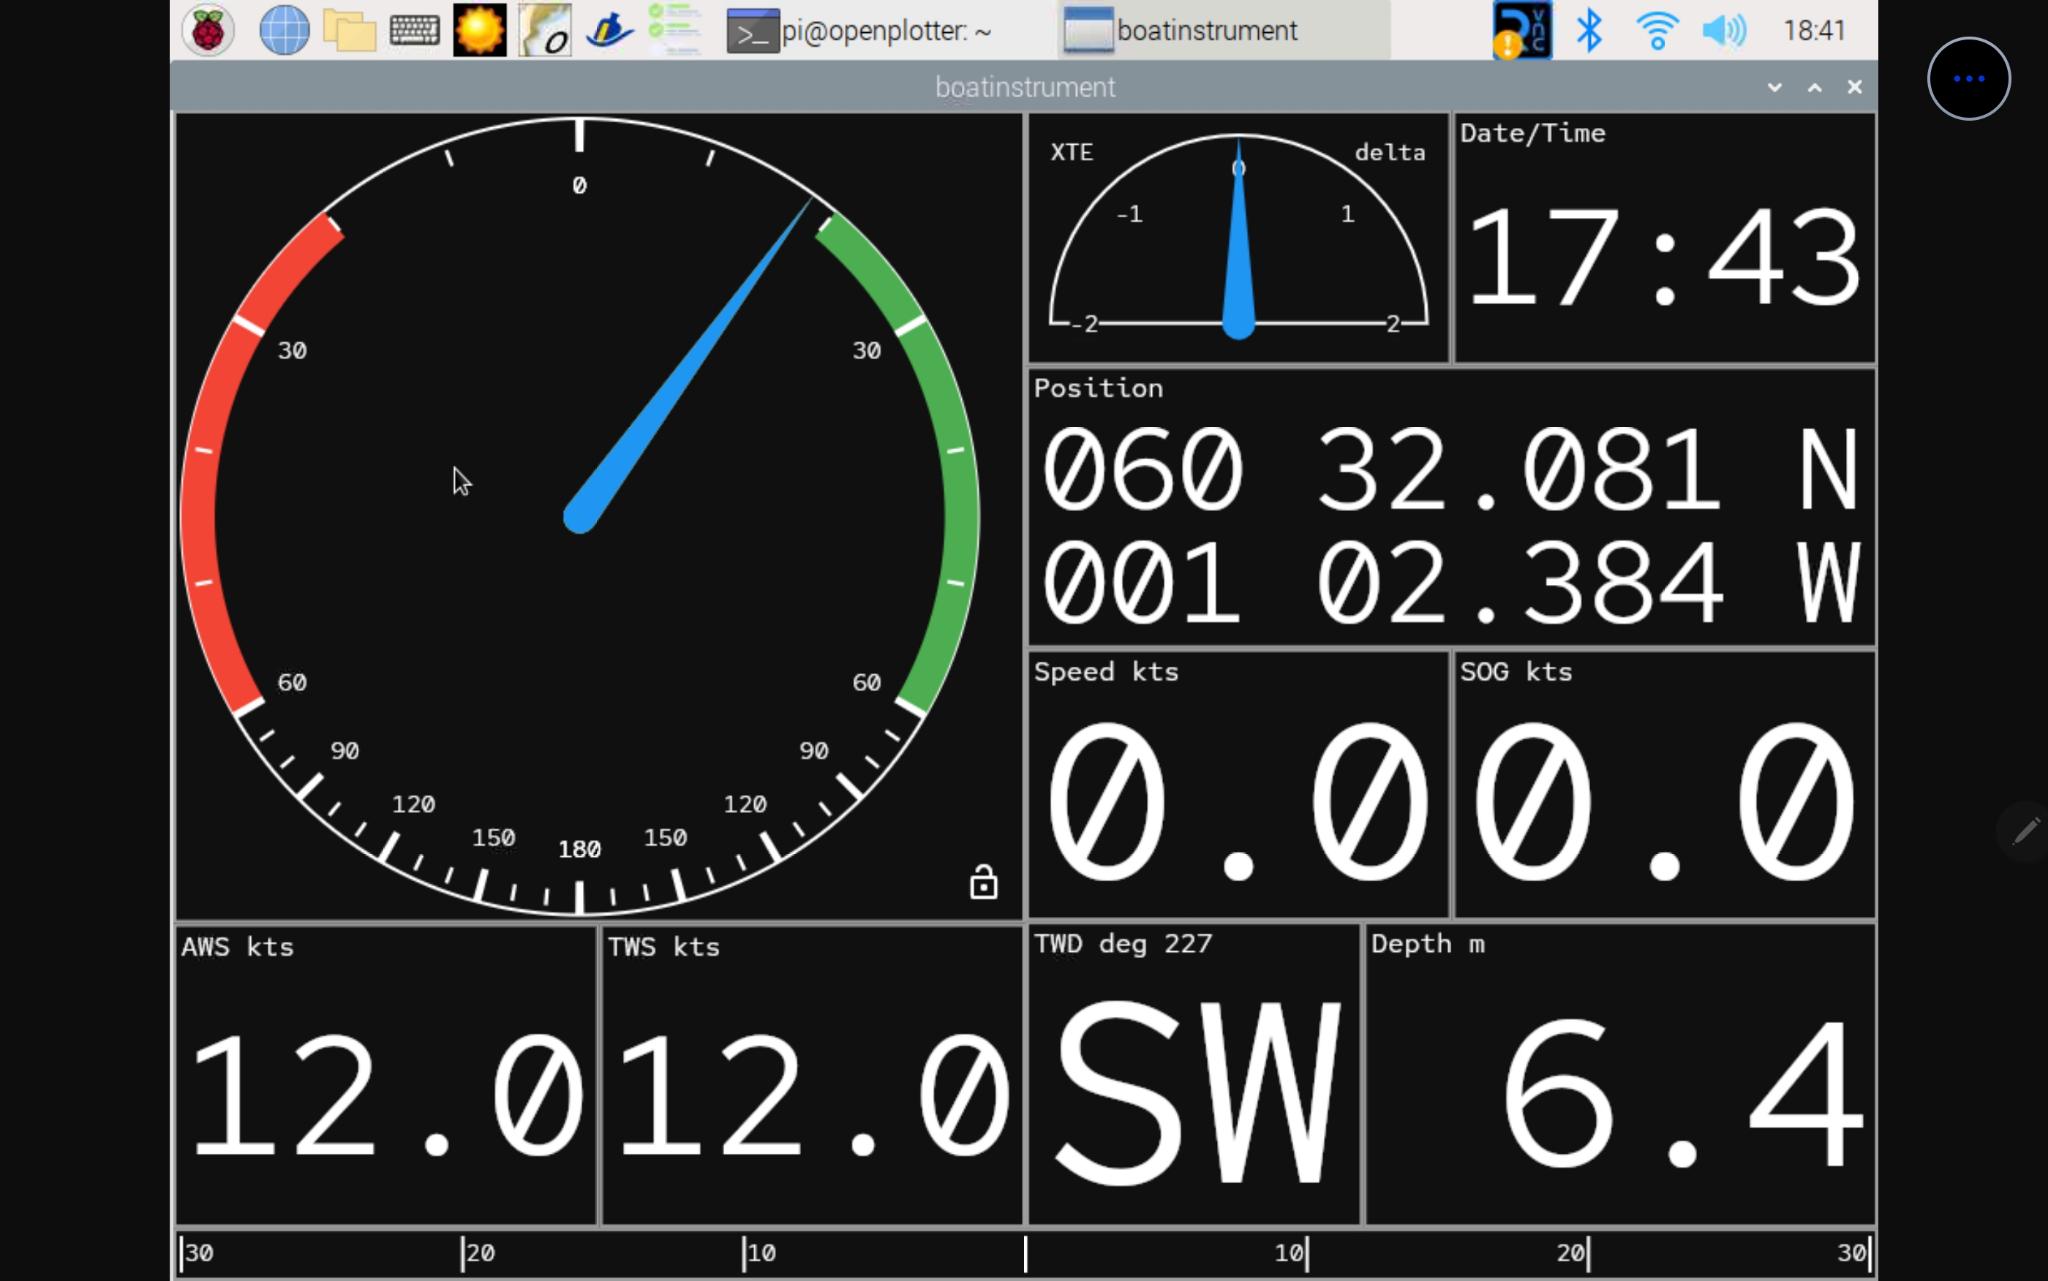 pi@openplotter: ~
boatinstrument
18:41
boatinstrument
0
30
30
60
60
90
90
120
120
150
180
150
XTE
delta
0
-1
1
-2
2
Date/Time
17:43
Position
060 32.081 N
001 02.384 W
Speed kts
0.0
SOG kts
0.0
AWS kts
12.0
TWS kts
12.0
TWD deg 227
SW
Depth m
6.4
30 20 10 10 20 30